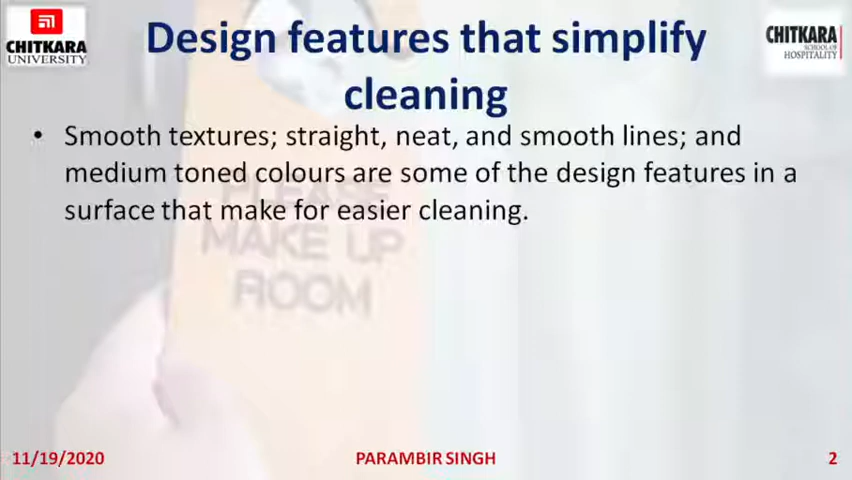 CHITKARA
UNIVERSITY
Design features that simplify
cleaning
CHITKARA
SCHOOL OF
HOSPITALITY
• Smooth textures; straight, neat, and smooth lines; and
medium toned colours are some of the design features in a
surface that make for easier cleaning.
PLEASE
MAKE UP
ROOM
11/19/2020
PARAMBIR SINGH
2